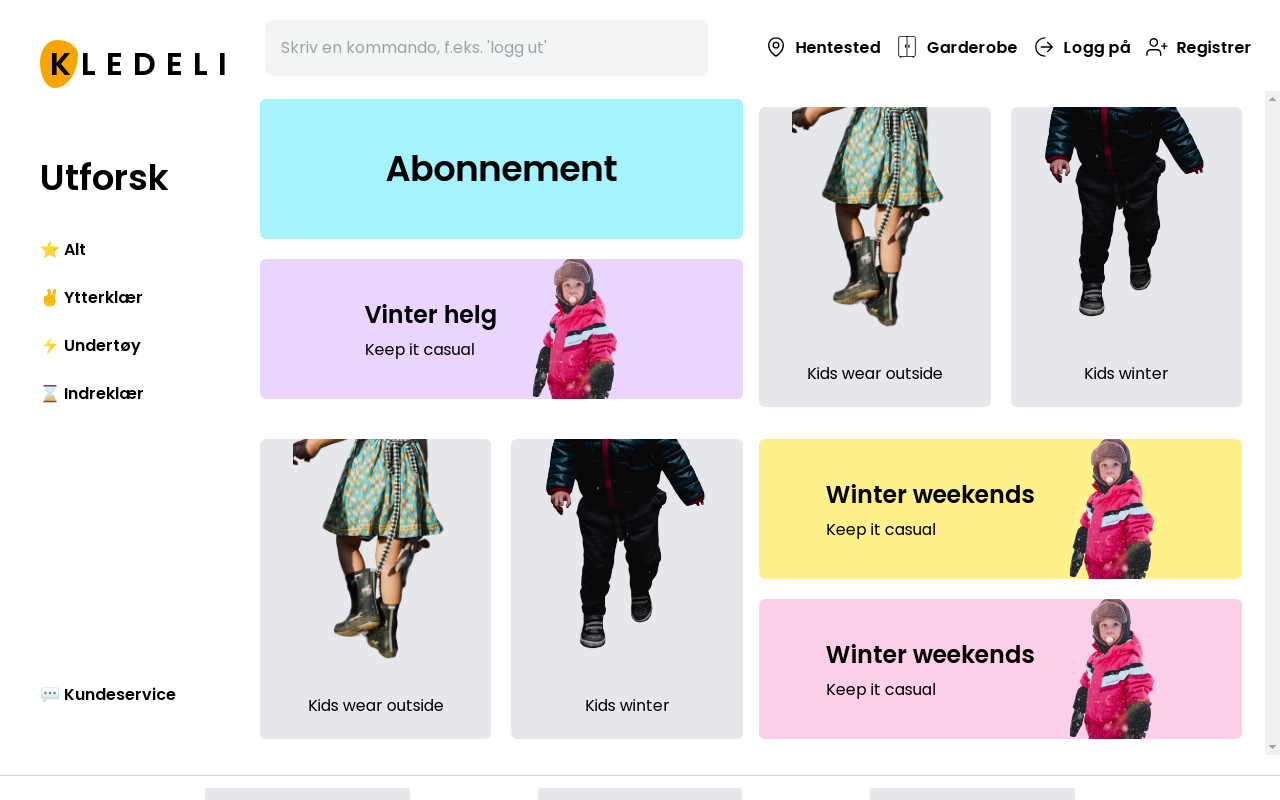 KLEDELI
Skriv en kommando, f.eks. 'logg ut'
Hentested
Garderobe
Logg på
Registrer
Utforsk
⭐ Alt
✌ Ytterklær
⚡ Undertøy
⌛ Indreklær
💬 Kundeservice
Abonnement
Vinter helg
Keep it casual
Kids wear outside
Kids winter
Kids wear outside
Kids winter
Winter weekends
Keep it casual
Winter weekends
Keep it casual